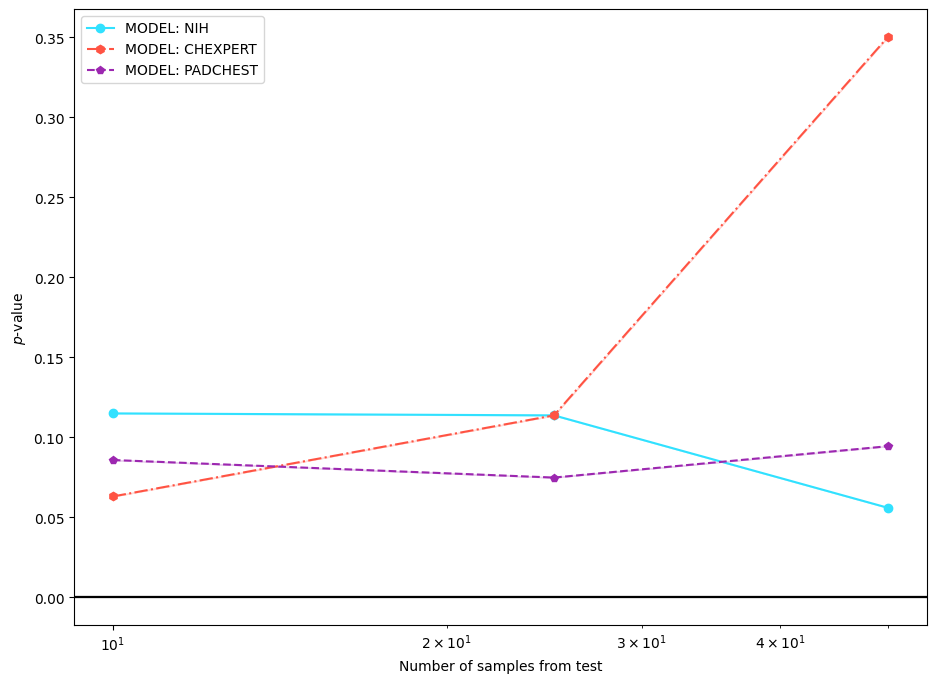 MODEL: NIH
MODEL: CHEXPERT
MODEL: PADCHEST
0.35
0.30
0.25
0.20
0.15
0.10
0.05
0.00
p-value
10¹ 2 × 10¹ 3 × 10¹ 4 × 10¹
Number of samples from test